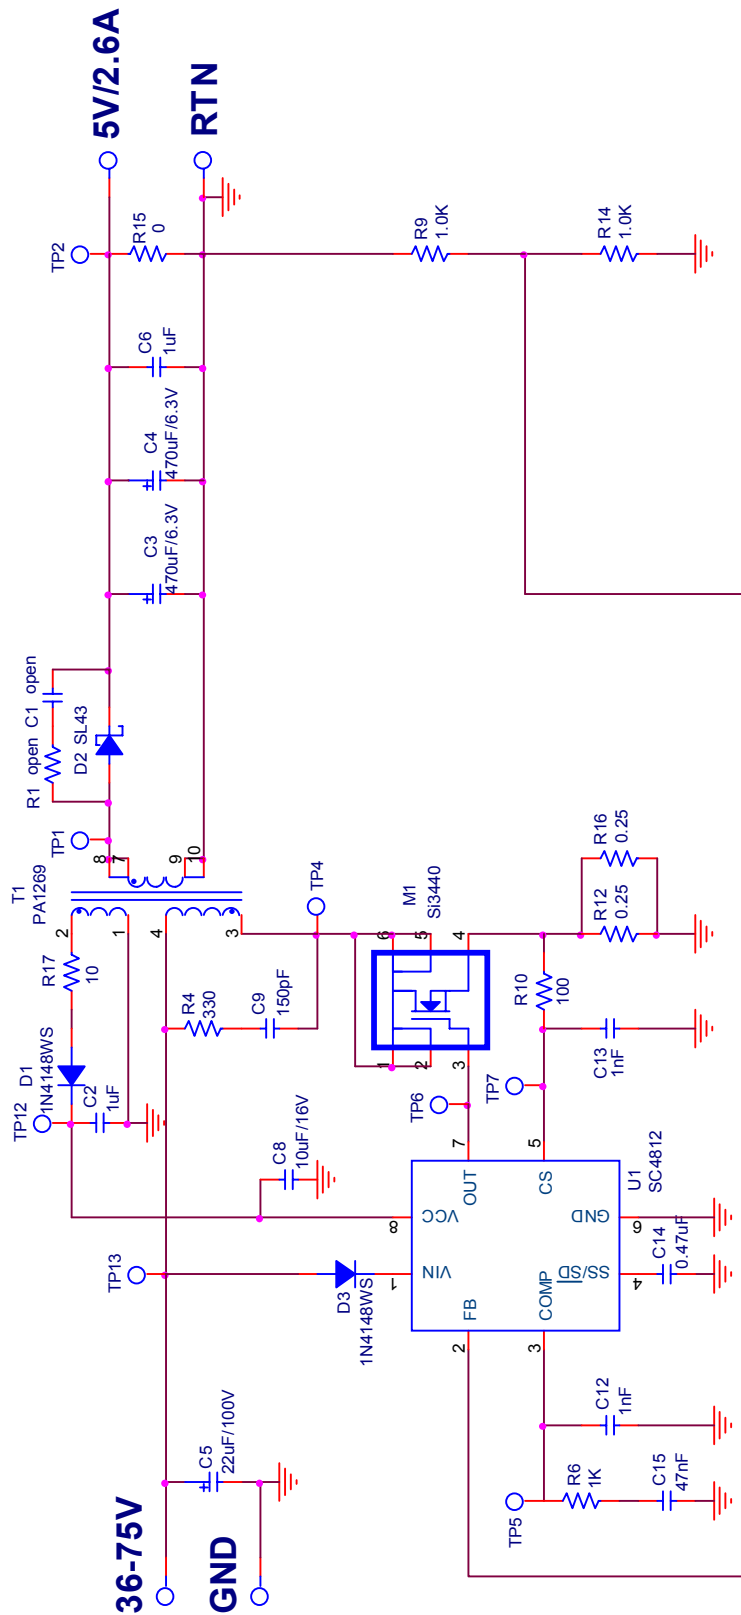 5V/2.6A
RTN
TP2
R15
0
R9
1.0K
R14
1.0K
C6
1uF
C4
470uF/6.3V
C3
470uF/6.3V
R1 open
C1 open
D2 SL43
TP1
T1
PA1269
8
7
9
10
2
1
4
3
TP4
R17
10
R4
330
C9
150pF
M1
Si3440
6
5
4
1
2
3
R16
0.25
R12
0.25
R10
100
C13
1nF
TP7
TP6
D1
1N4148WS
TP12
C2
1uF
C8
10uF/16V
TP13
D3
1N4148WS
U1
SC4812
7
OUT
5
CS
8
VCC
6
GND
1
VIN
4
SS/SD
2
FB
3
COMP
C14
0.47uF
C12
1nF
R6
1K
C15
47nF
TP5
C5
22uF/100V
36-75V
GND